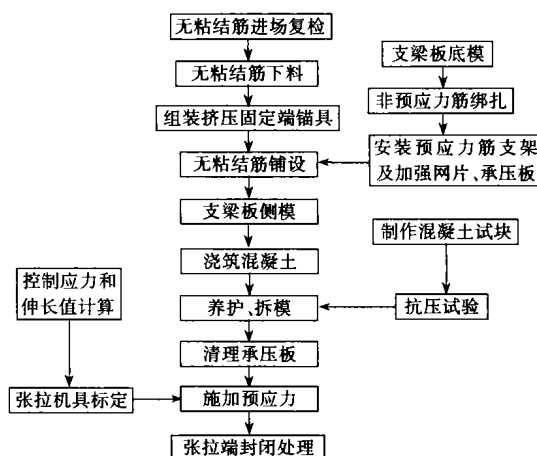 无粘结筋进场复检
无粘结筋下料
组装挤压固定端锚具
无粘结筋铺设
支梁板侧模
浇筑混凝土
养护、拆模
清理承压板
施加预应力
张拉端封闭处理
支梁板底模
非预应力筋绑扎
安装预应力筋支架
及加强网片、承压板
制作混凝土试块
抗压试验
控制应力和
伸长值计算
张拉机具标定